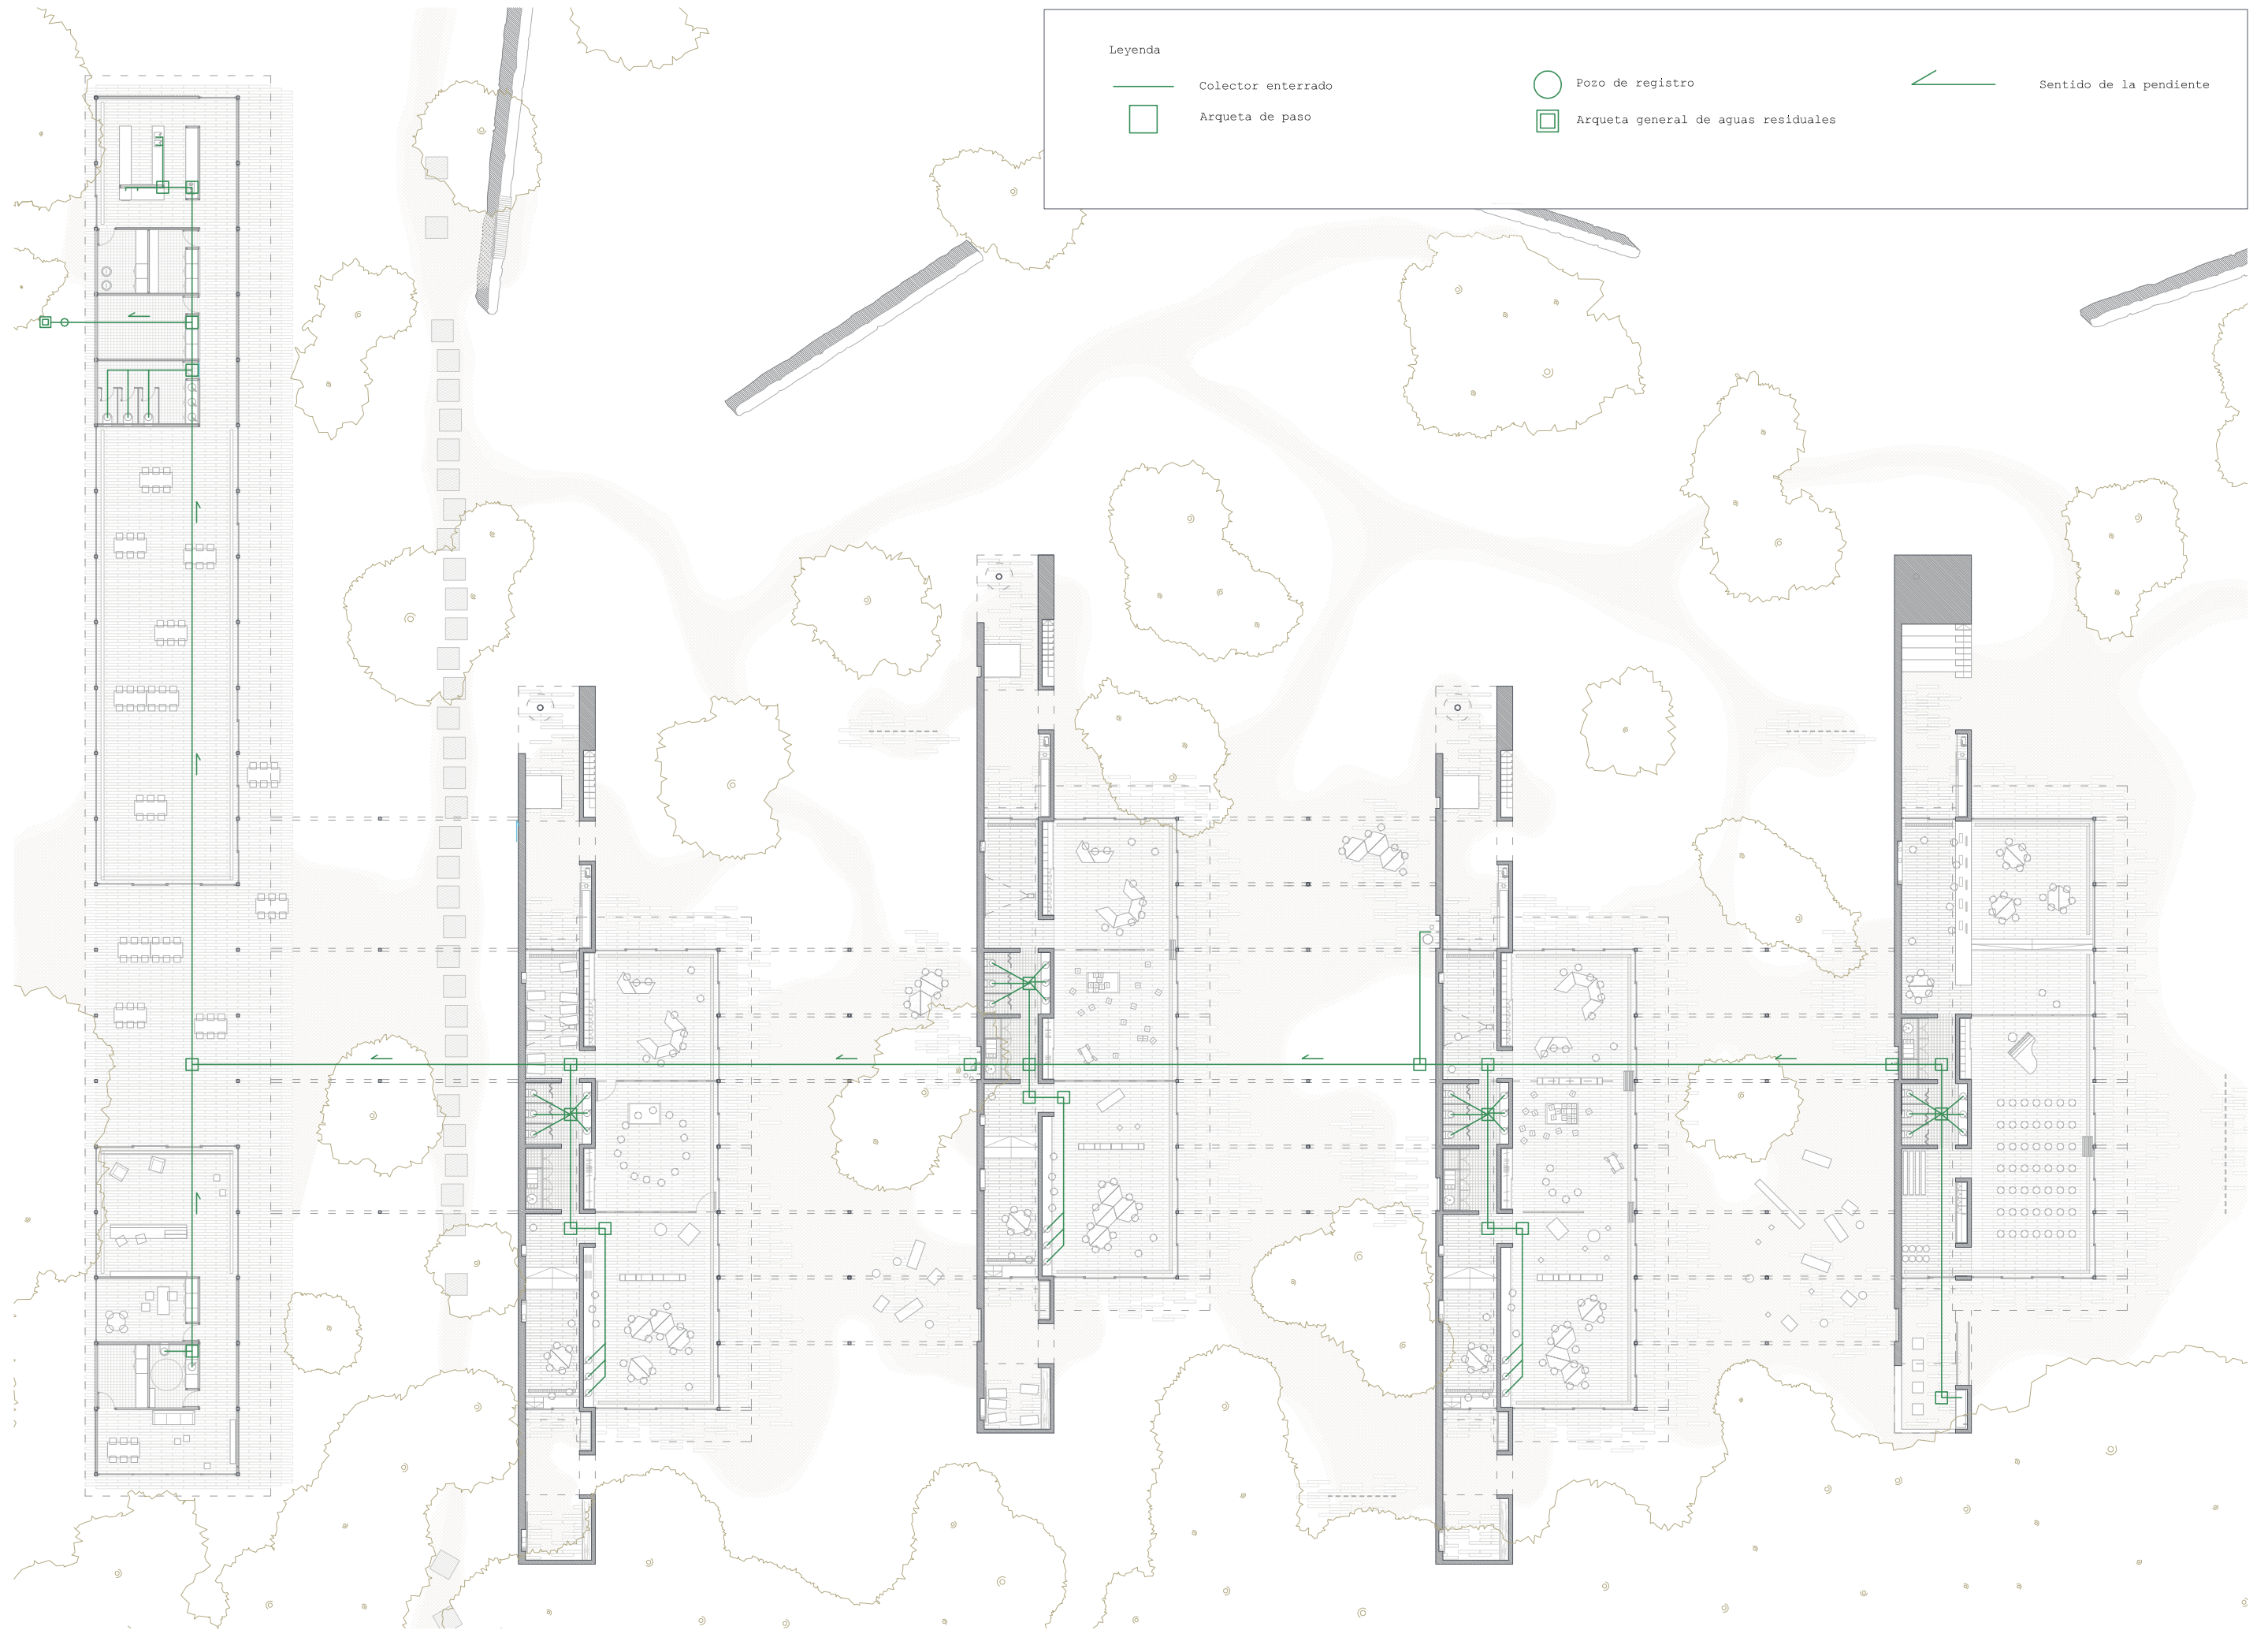 Leyenda
Colector enterrado
Arqueta de paso
Pozo de registro
Arqueta general de aguas residuales
Sentido de la pendiente